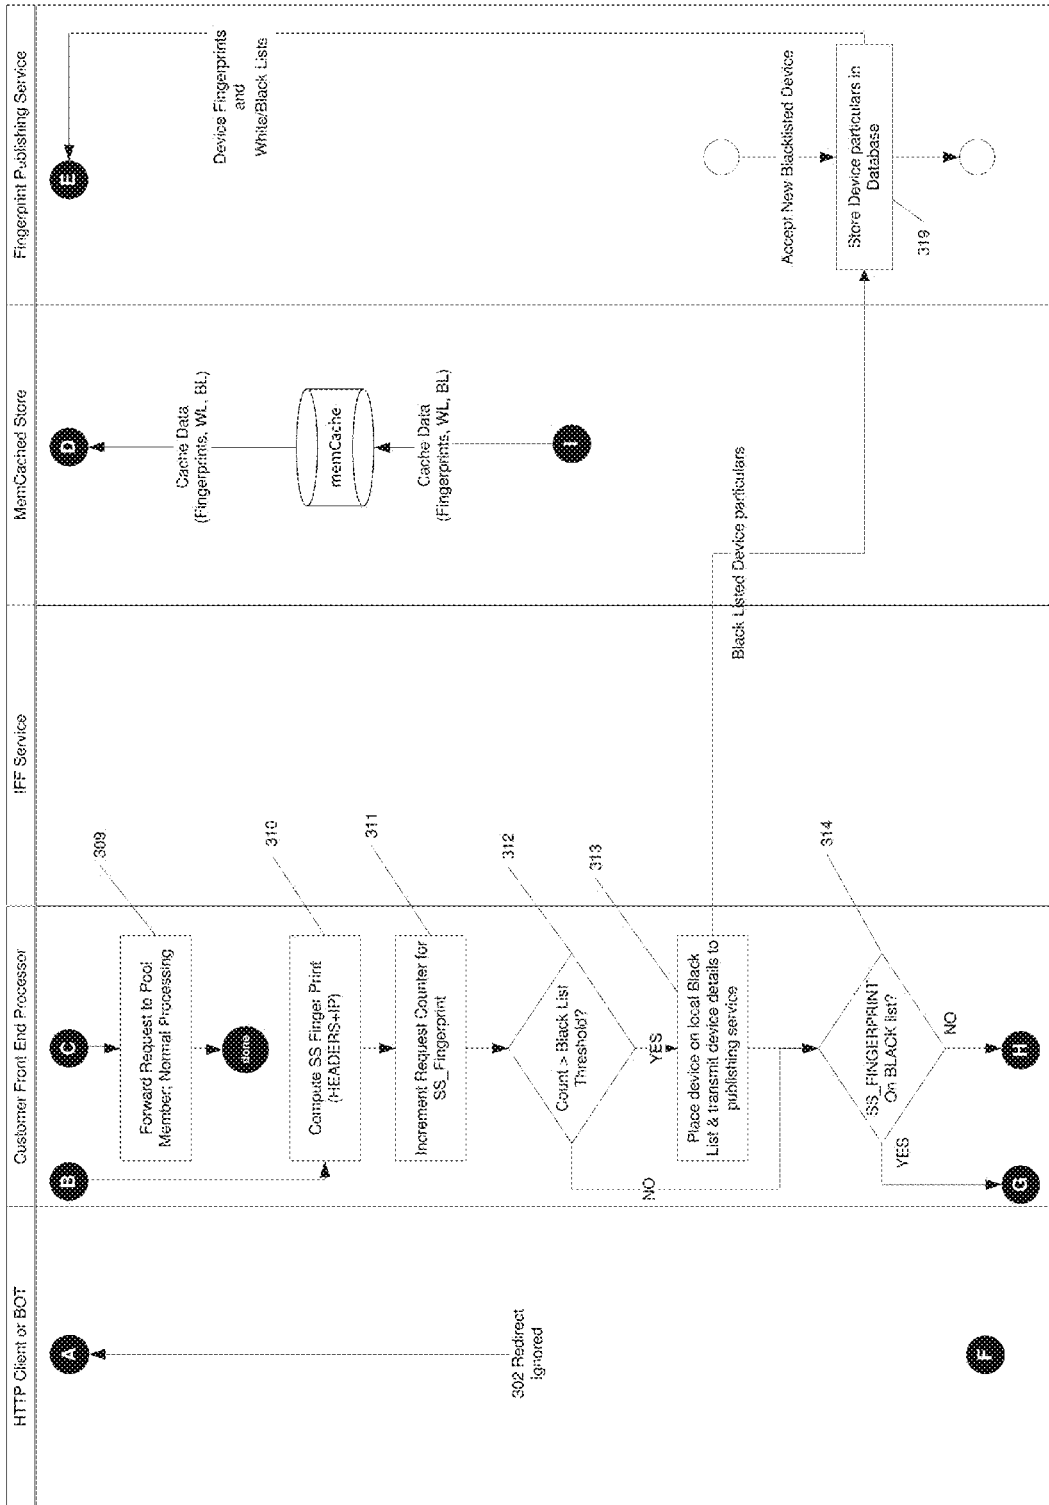 HTTP Client or BOT
Customer Front End Processor
IFF Service
MemCached Store
Fingerprint Publishing Service
A
302 Redirect
Ignored
F
B
C
Forward Request to Pool
Member; Normal Processing
309
Done
Compute SS Finger Print
(HEADERS+IP)
310
Increment Request Counter for
SS_Fingerprint
311
Count > Black List
Threshold?
312
YES
NO
Place device on local Black
List & transmit device details to
publishing service
313
SS_FINGERPRINT
On BLACK list?
314
YES
NO
G
H
Black Listed Device particulars
D
Cache Data
(Fingerprints, WL, BL)
memCache
Cache Data
(Fingerprints, WL, BL)
I
E
Device Fingerprints
and
White/Black Lists
Accept New Blacklisted Device
Store Device particulars in
Database
319